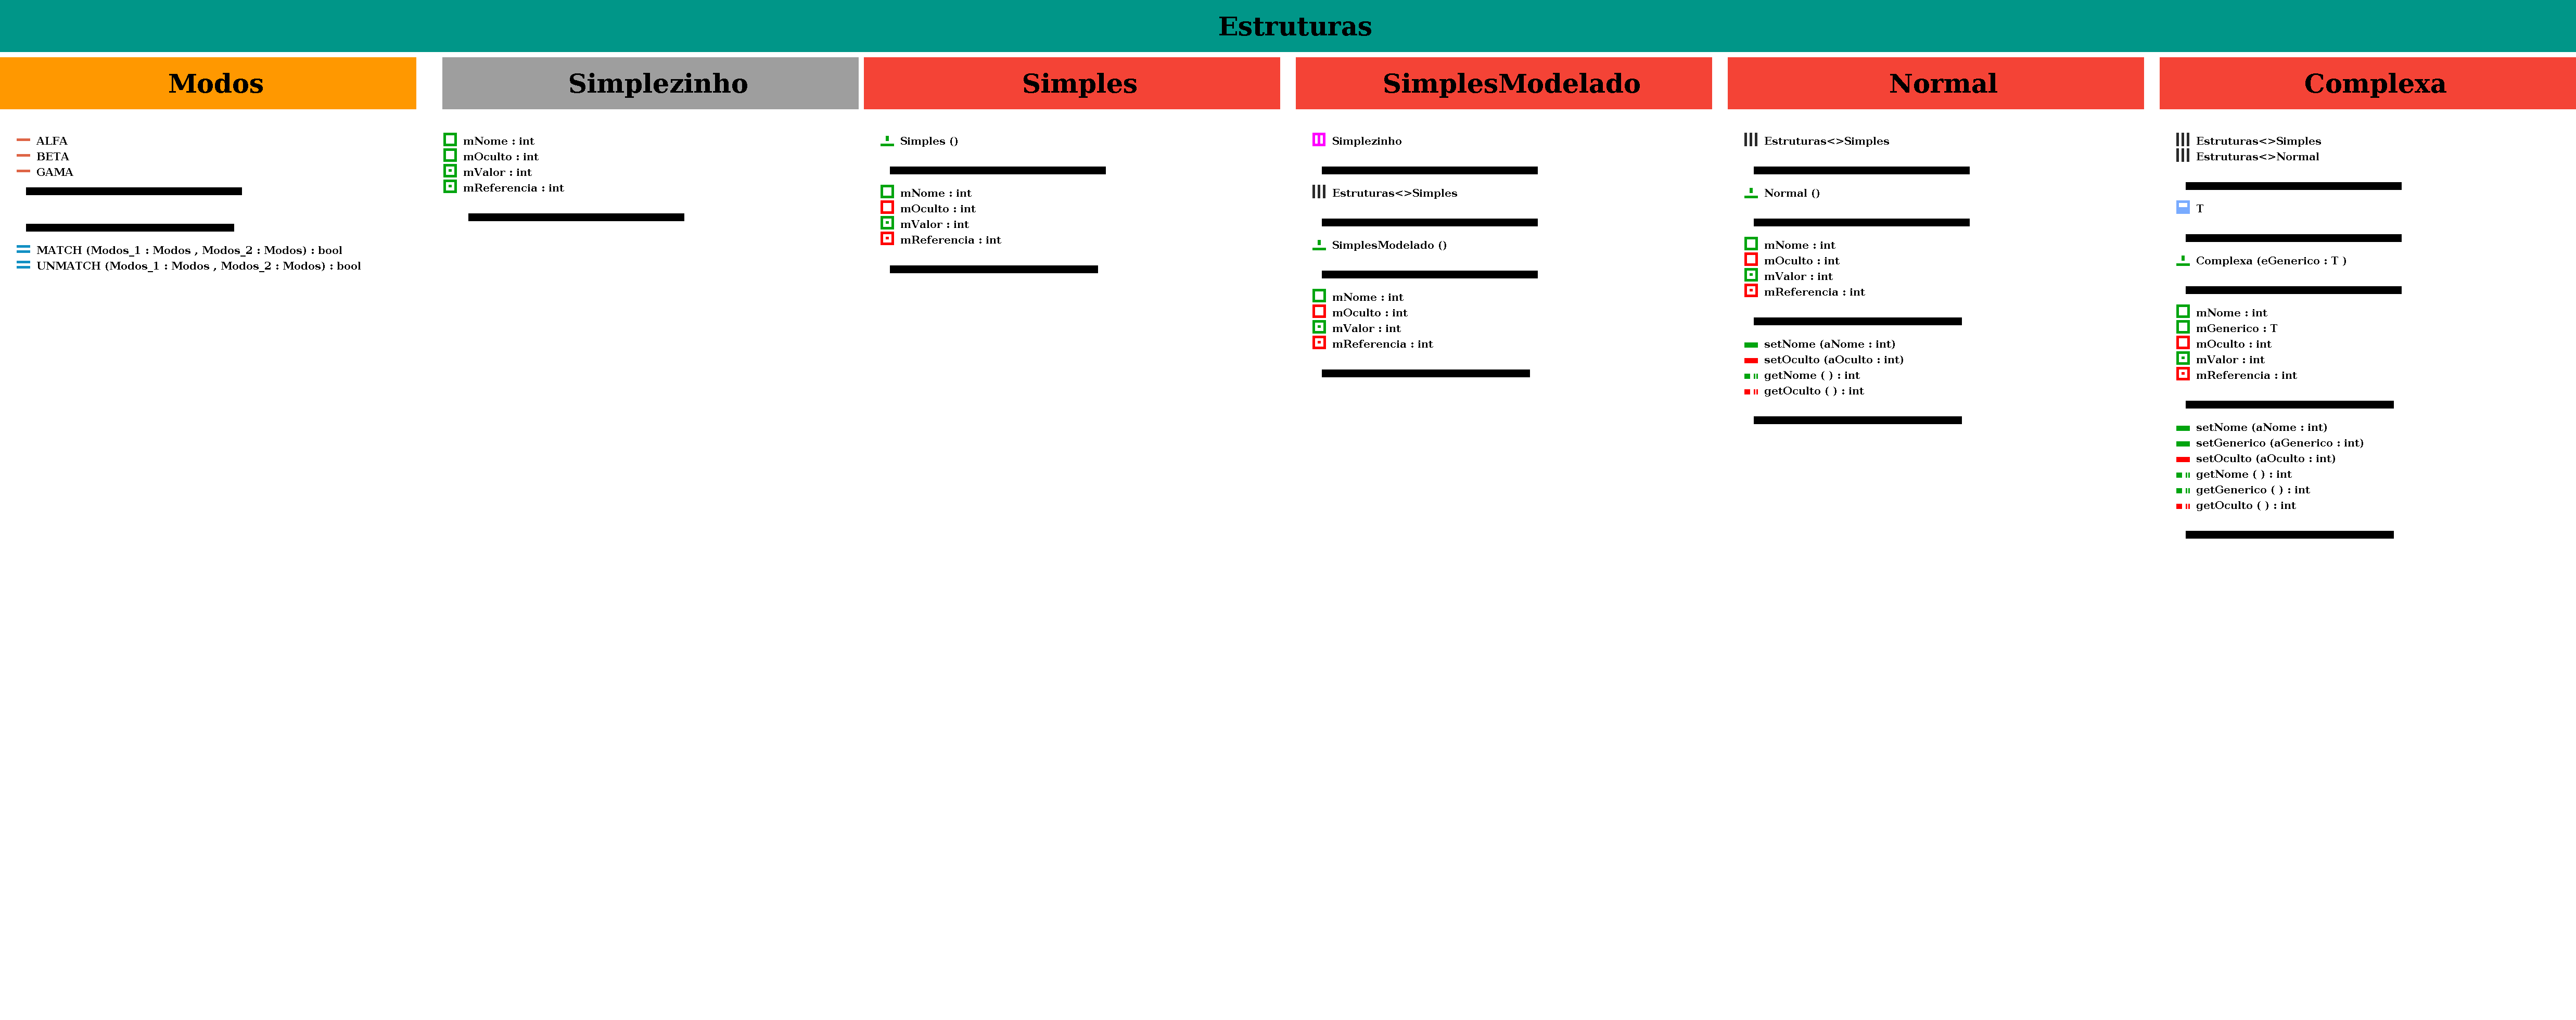 Estruturas
Modos
ALFA
BETA
GAMA
MATCH (Modos_1 : Modos , Modos_2 : Modos) : bool
UNMATCH (Modos_1 : Modos , Modos_2 : Modos) : bool
Simplezinho
mNome : int
mOculto : int
mValor : int
mReferencia : int
Simples
Simples ()
mNome : int
mOculto : int
mValor : int
mReferencia : int
SimplesModelado
Simplezinho
Estruturas<>Simples
SimplesModelado ()
mNome : int
mOculto : int
mValor : int
mReferencia : int
Normal
Estruturas<>Simples
Normal ()
mNome : int
mOculto : int
mValor : int
mReferencia : int
setNome (aNome : int)
setOculto (aOculto : int)
getNome ( ) : int
getOculto ( ) : int
Complexa
Estruturas<>Simples
Estruturas<>Normal
T
Complexa (eGenerico : T )
mNome : int
mGenerico : T
mOculto : int
mValor : int
mReferencia : int
setNome (aNome : int)
setGenerico (aGenerico : int)
setOculto (aOculto : int)
getNome ( ) : int
getGenerico ( ) : int
getOculto ( ) : int